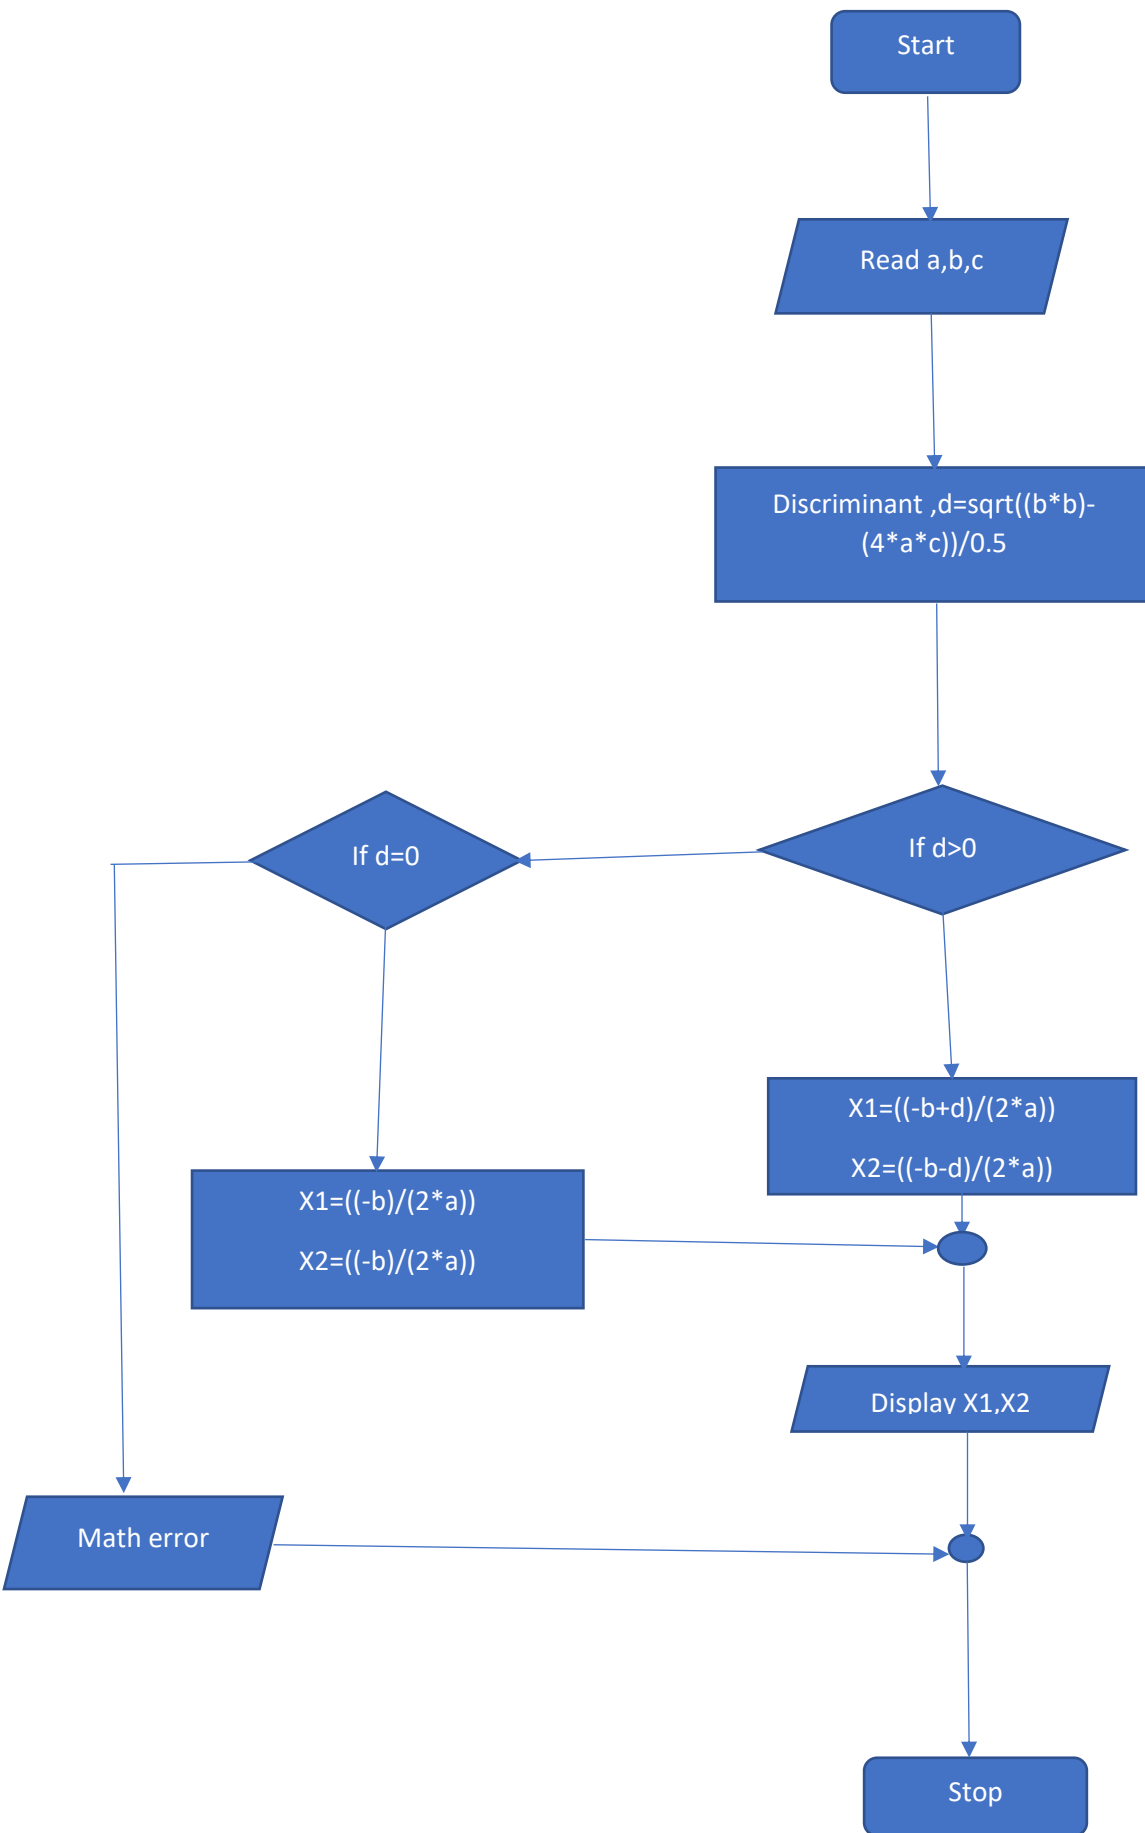 Start
Read a,b,c
Discriminant ,d=sqrt((b*b)-
(4*a*c))/0.5
If d=0
If d>0
X1=((-b+d)/(2*a))
X2=((-b-d)/(2*a))
X1=((-b)/(2*a))
X2=((-b)/(2*a))
Display X1,X2
Math error
Stop